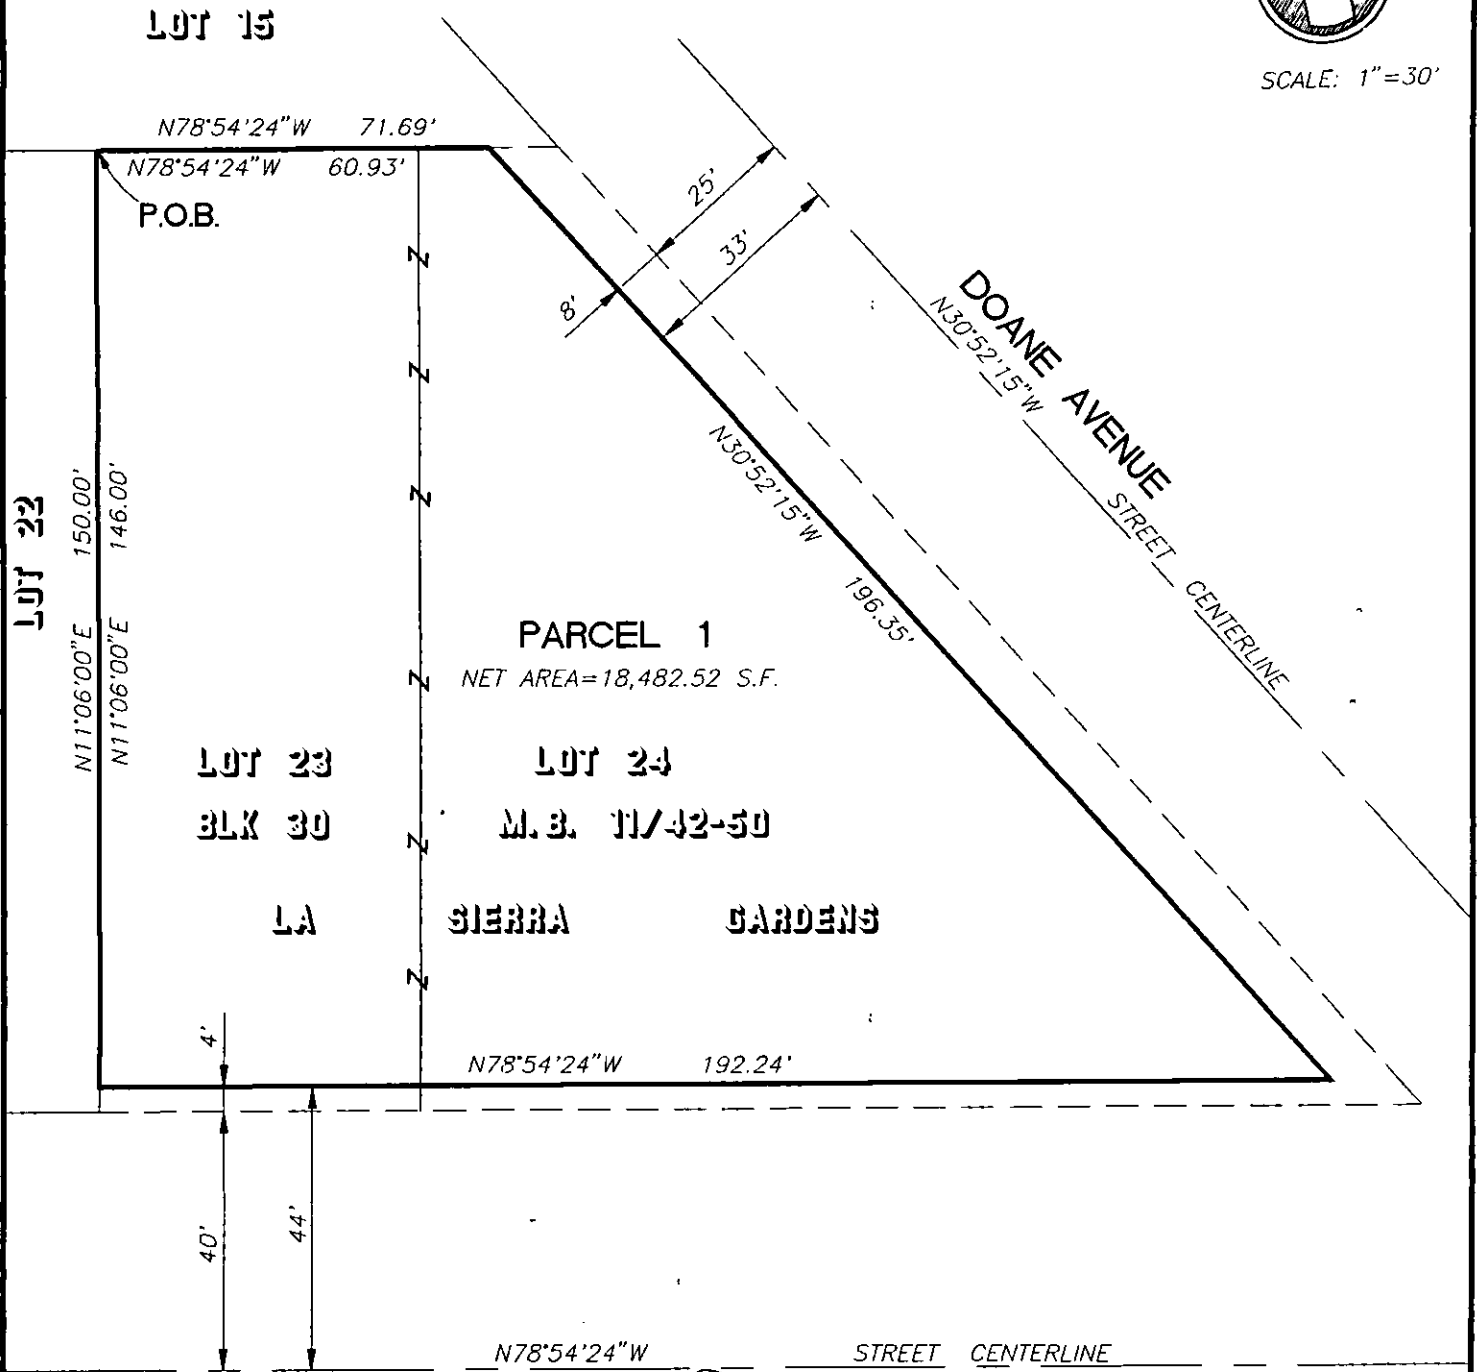 LOT 15
SCALE: 1"=30'
N78°54'24"W 71.69'
N78°54'24"W 60.93'
P.O.B.
25'
33'
8'
DOANE AVENUE
N30°52'15"W
STREET CENTERLINE
N30°52'15"W 196.35'
LOT 22
N11°06'00"E 150.00'
N11°06'00"E 146.00'
Z
Z
Z
Z
Z
Z
PARCEL 1
NET AREA=18,482.52 S.F.
LOT 23 LOT 24
BLK 30 M.B. 11/42-50
LA SIERRA GARDENS
4'
N78°54'24"W 192.24'
40'
44'
N78°54'24"W STREET CENTERLINE